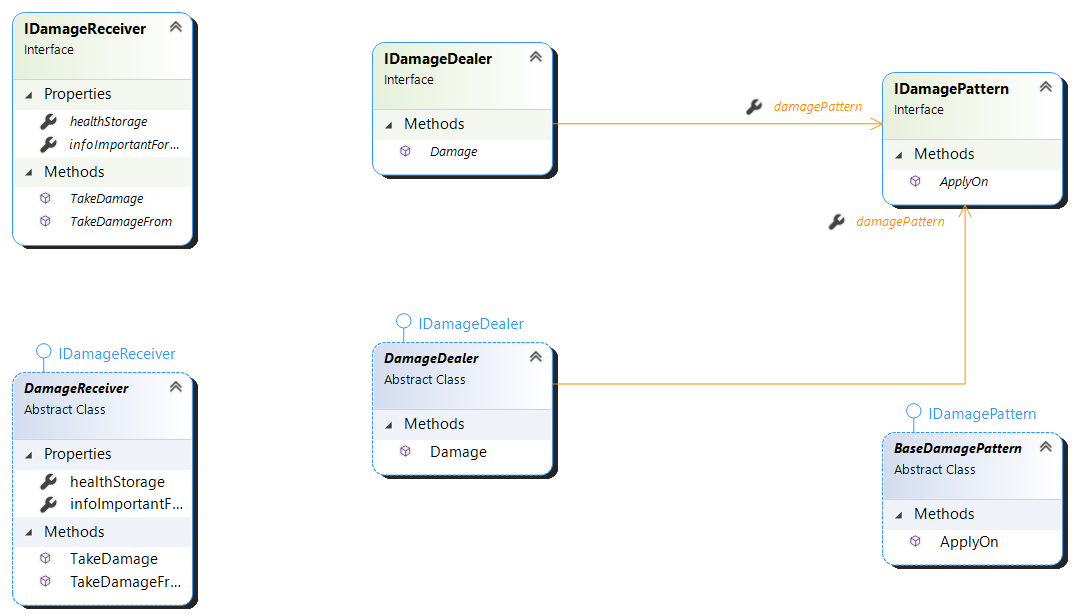 IDamageReceiver
Interface
Properties
healthStorage
infoImportantFor...
Methods
TakeDamage
TakeDamageFrom
IDamageDealer
Interface
Methods
Damage
damagePattern
IDamagePattern
Interface
Methods
ApplyOn
damagePattern
IDamageReceiver
DamageReceiver
Abstract Class
Properties
healthStorage
infoImportantF...
Methods
TakeDamage
TakeDamageFr...
IDamageDealer
DamageDealer
Abstract Class
Methods
Damage
IDamagePattern
BaseDamagePattern
Abstract Class
Methods
ApplyOn